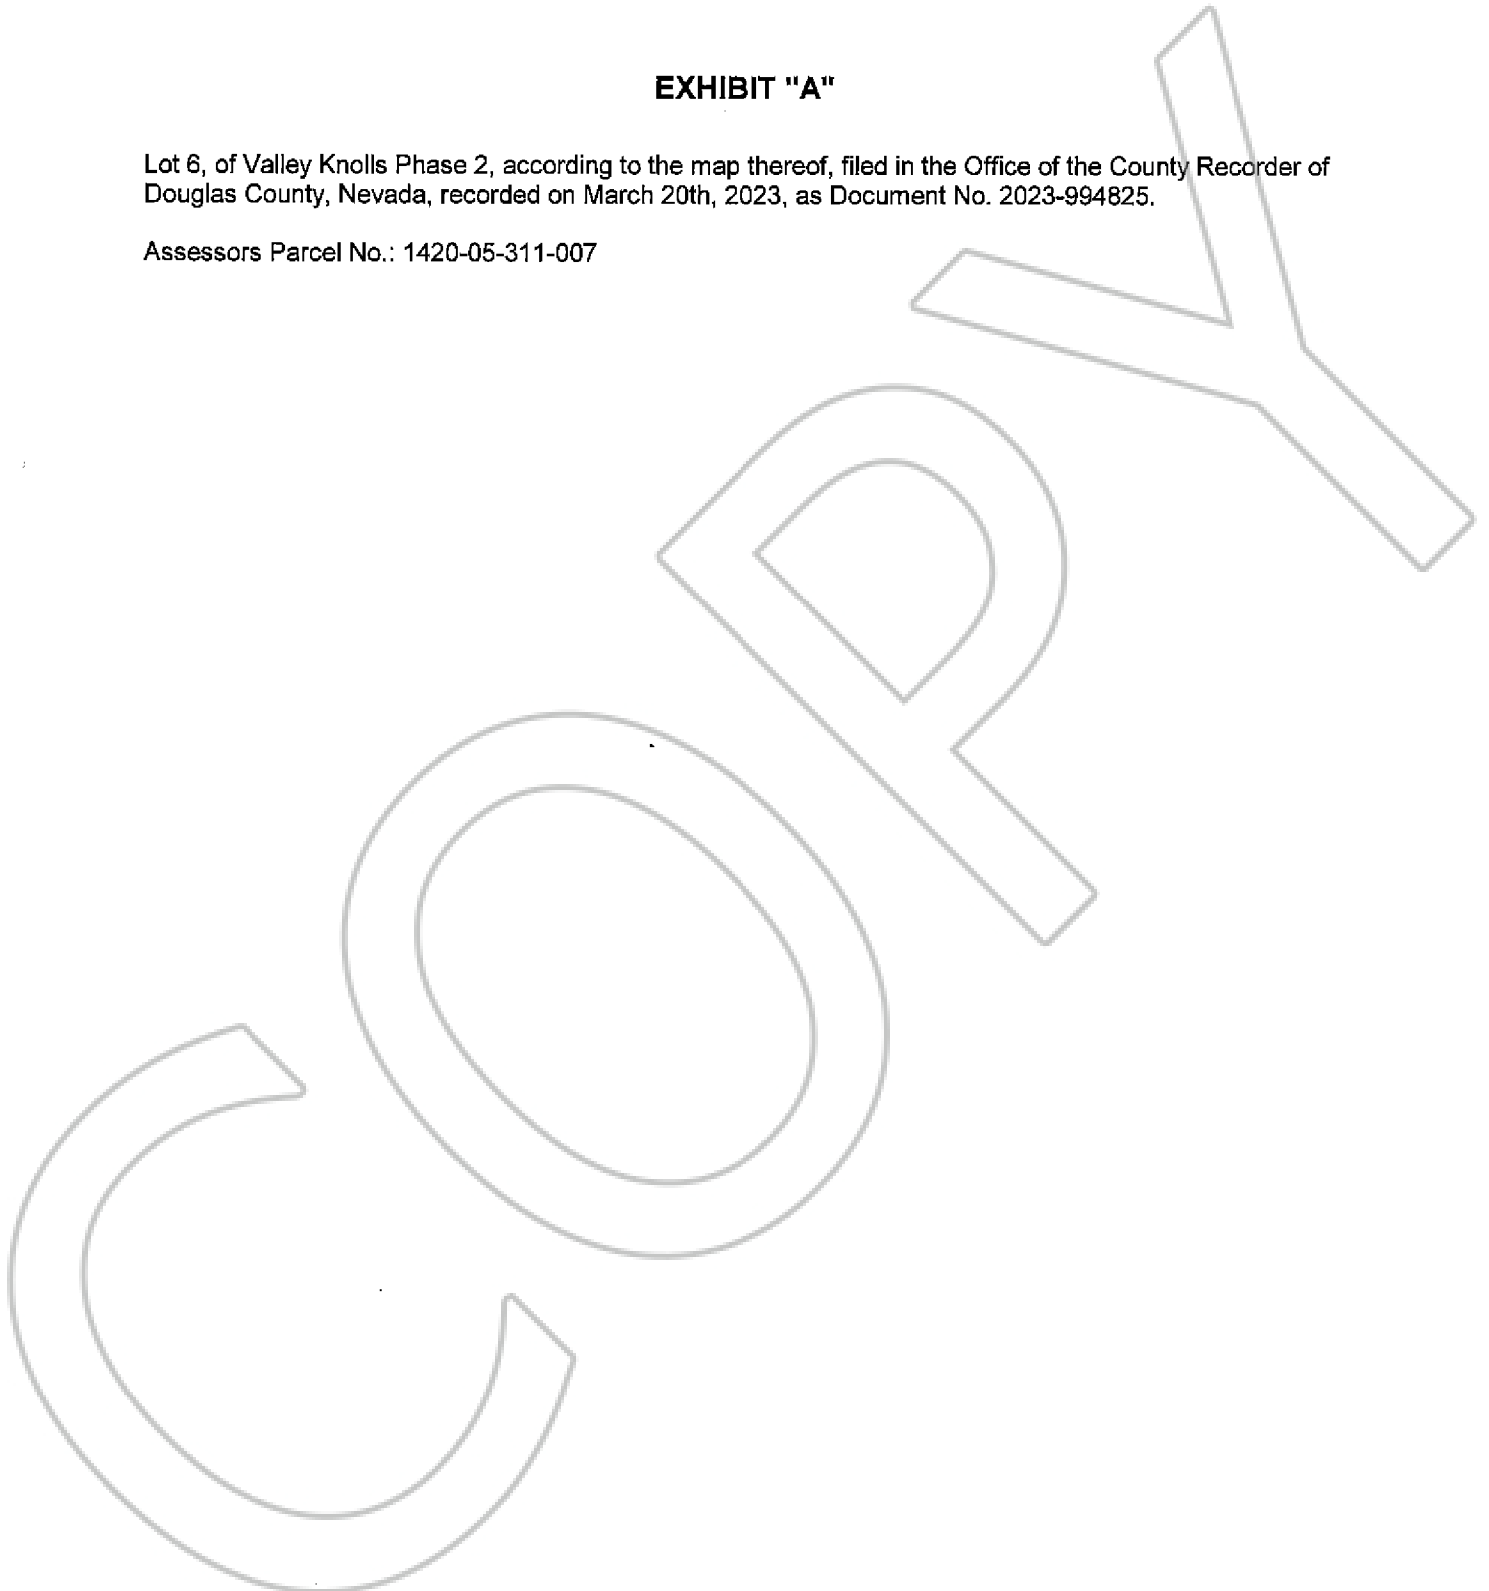 EXHIBIT "A"
Lot 6, of Valley Knolls Phase 2, according to the map thereof, filed in the Office of the County Recorder of
Douglas County, Nevada, recorded on March 20th, 2023, as Document No. 2023-994825.
Assessors Parcel No.: 1420-05-311-007
COPY